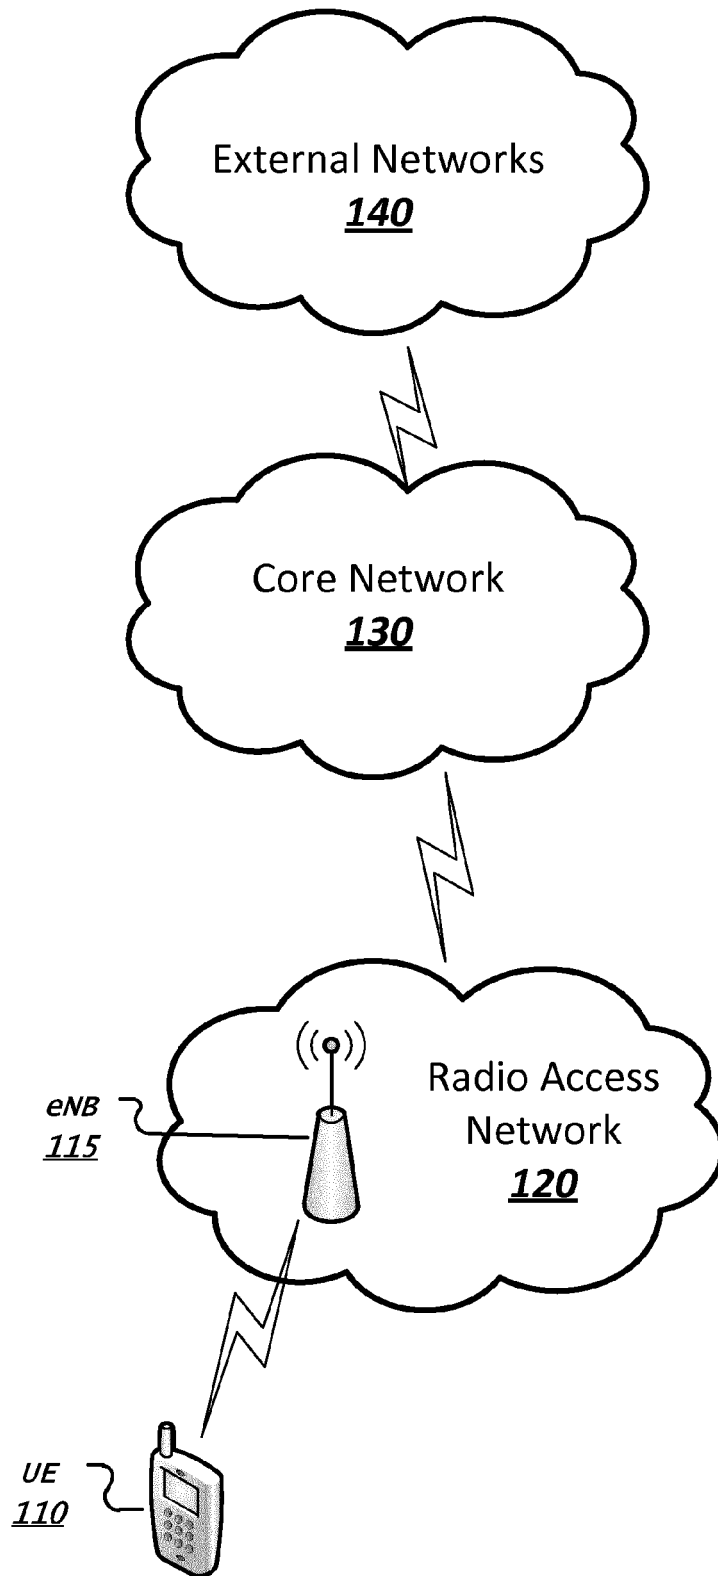 External Networks
140
Core Network
130
Radio Access
Network
120
eNB
115
UE
110